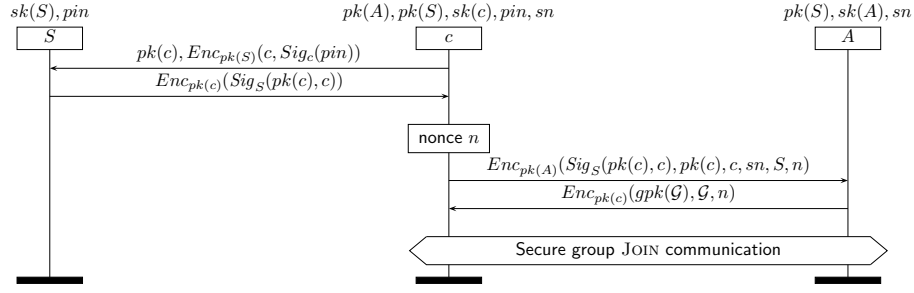 sk(S), pin
pk(A), pk(S), sk(c), pin, sn
pk(S), sk(A), sn
S
c
A
pk(c), Enc_{pk(S)}(c, Sig_c(pin))
Enc_{pk(c)}(Sig_S(pk(c), c))
nonce n
Enc_{pk(A)}(Sig_S(pk(c), c), pk(c), c, sn, S, n)
Enc_{pk(c)}(gpk(𝒢), 𝒢, n)
Secure group JOIN communication